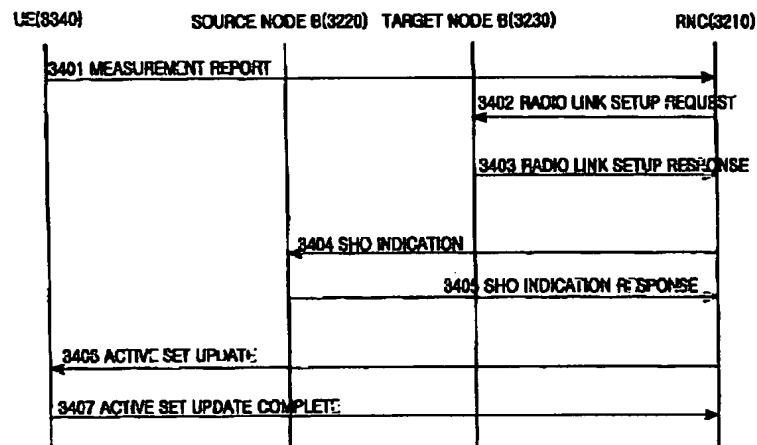 UE(3340) SOURCE NODE B(3220) TARGET NODE B(3230) RNC(3210)
3401 MEASUREMENT REPORT
3402 RADIO LINK SETUP REQUEST
3403 RADIO LINK SETUP RESPONSE
3404 SHO INDICATION
3405 SHO INDICATION RESPONSE
3406 ACTIVE SET UPDATE
3407 ACTIVE SET UPDATE COMPLETE